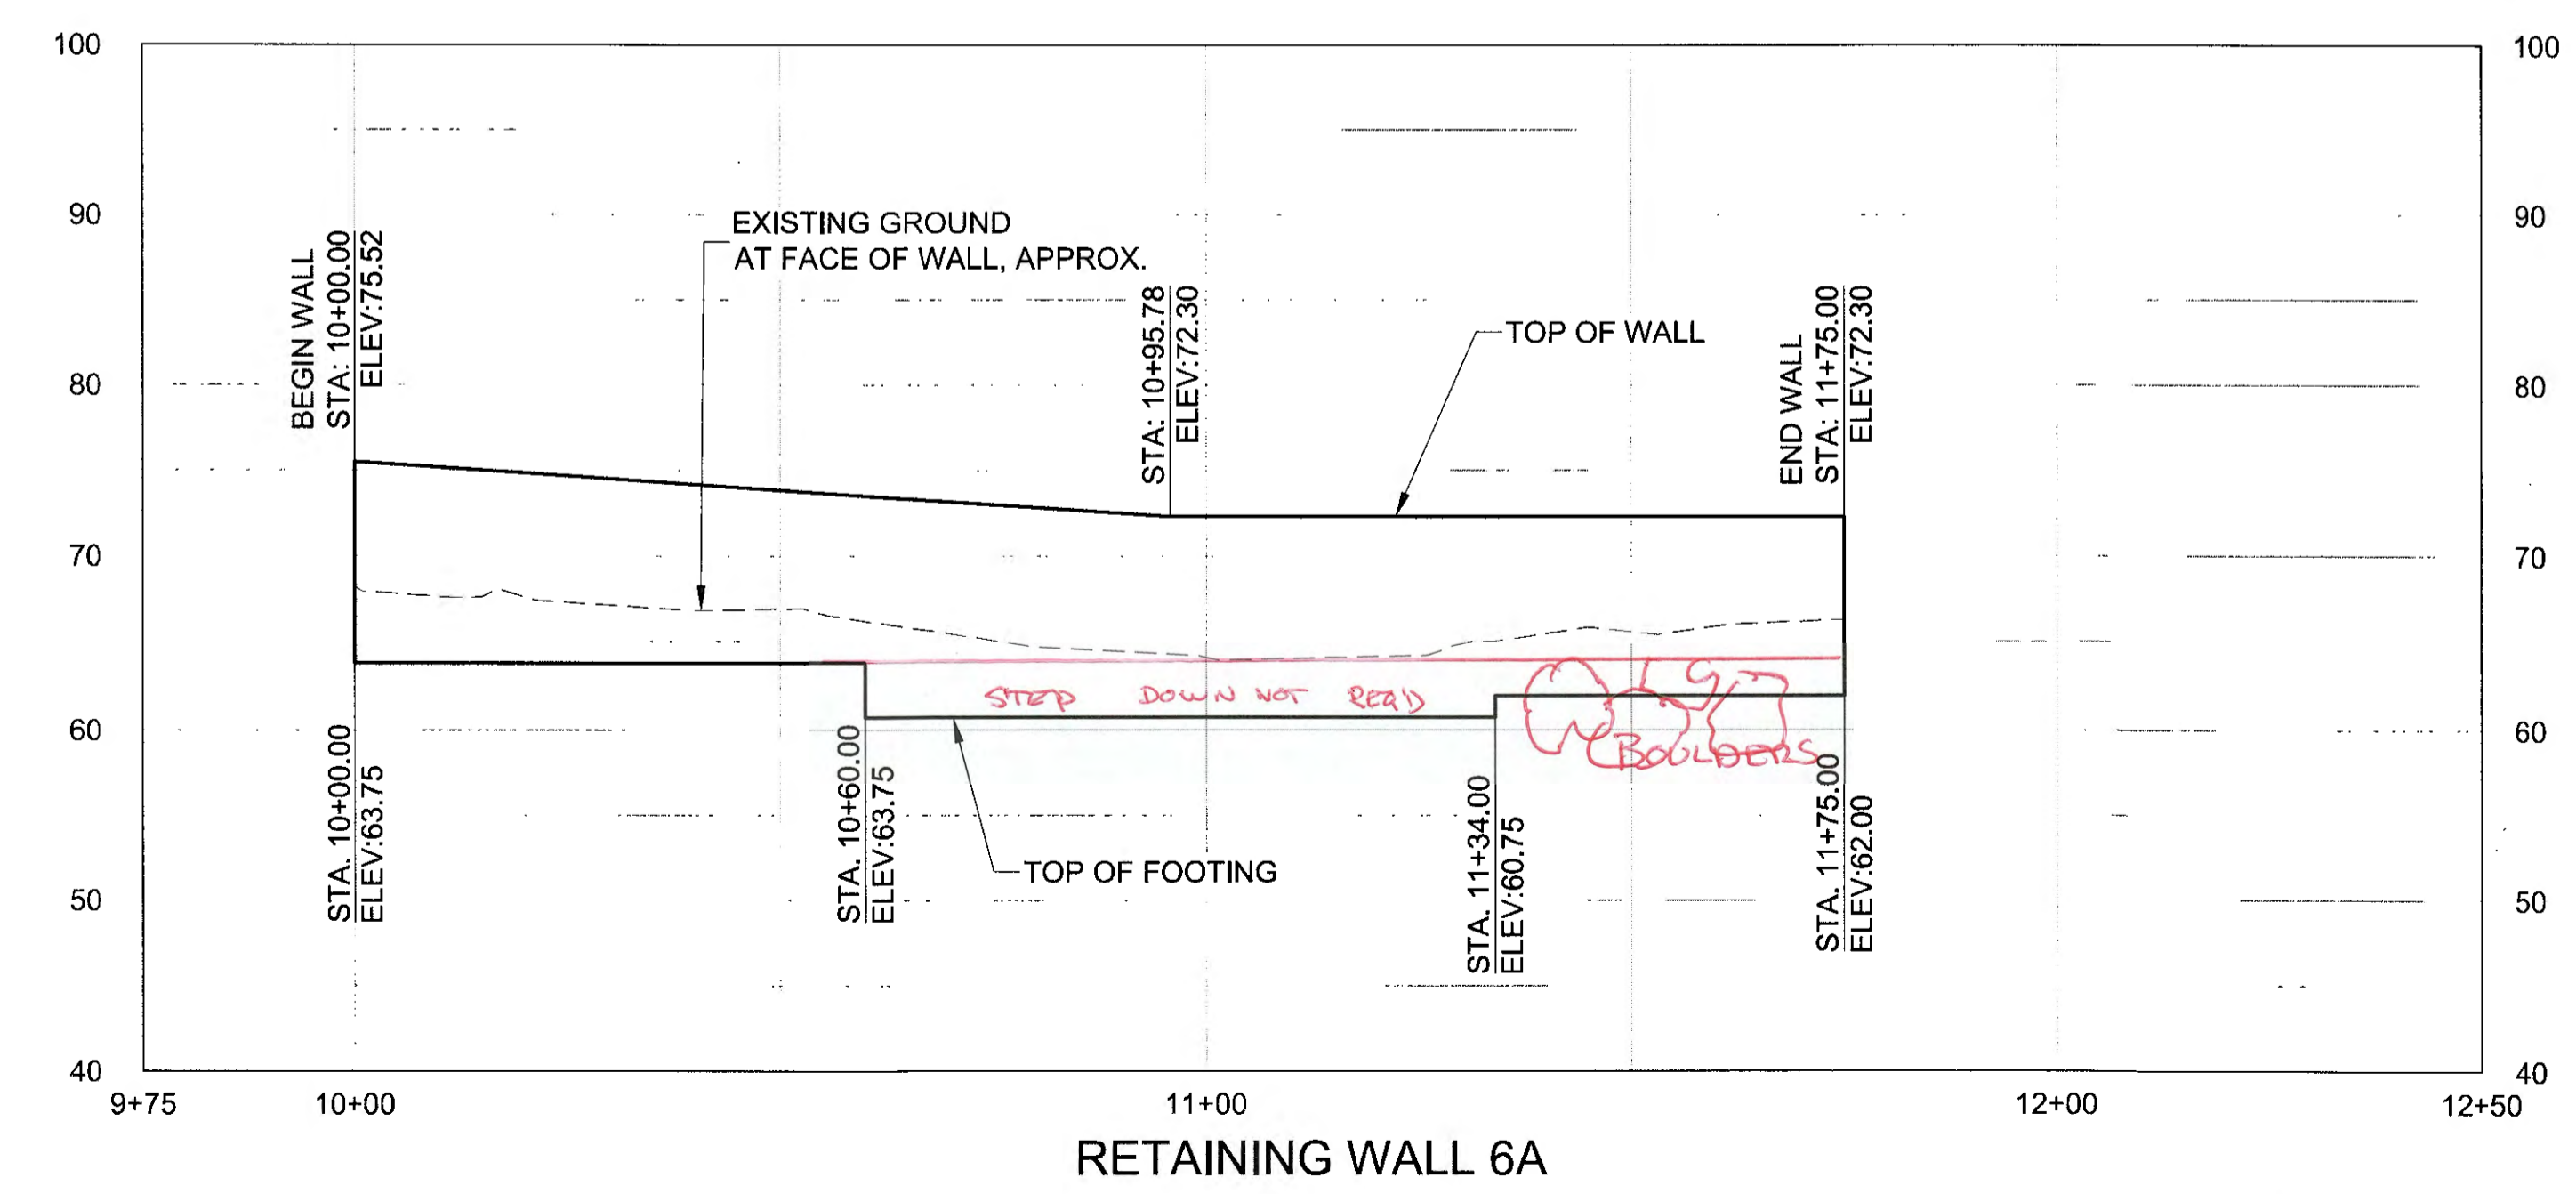 100
100
90
90
80
80
70
70
60
60
50
50
40
40
BEGIN WALL
STA: 10+00.00
ELEV:75.52
EXISTING GROUND
AT FACE OF WALL, APPROX.
STA: 10+95.78
ELEV:72.30
TOP OF WALL
END WALL
STA: 11+75.00
ELEV:72.30
STEP DOWN NOT REQ'D
BOULDERS
STA. 10+00.00
ELEV:63.75
STA. 10+60.00
ELEV:63.75
TOP OF FOOTING
STA. 11+34.00
ELEV:60.75
STA. 11+75.00
ELEV:62.00
9+75
10+00
11+00
12+00
12+50
RETAINING WALL 6A